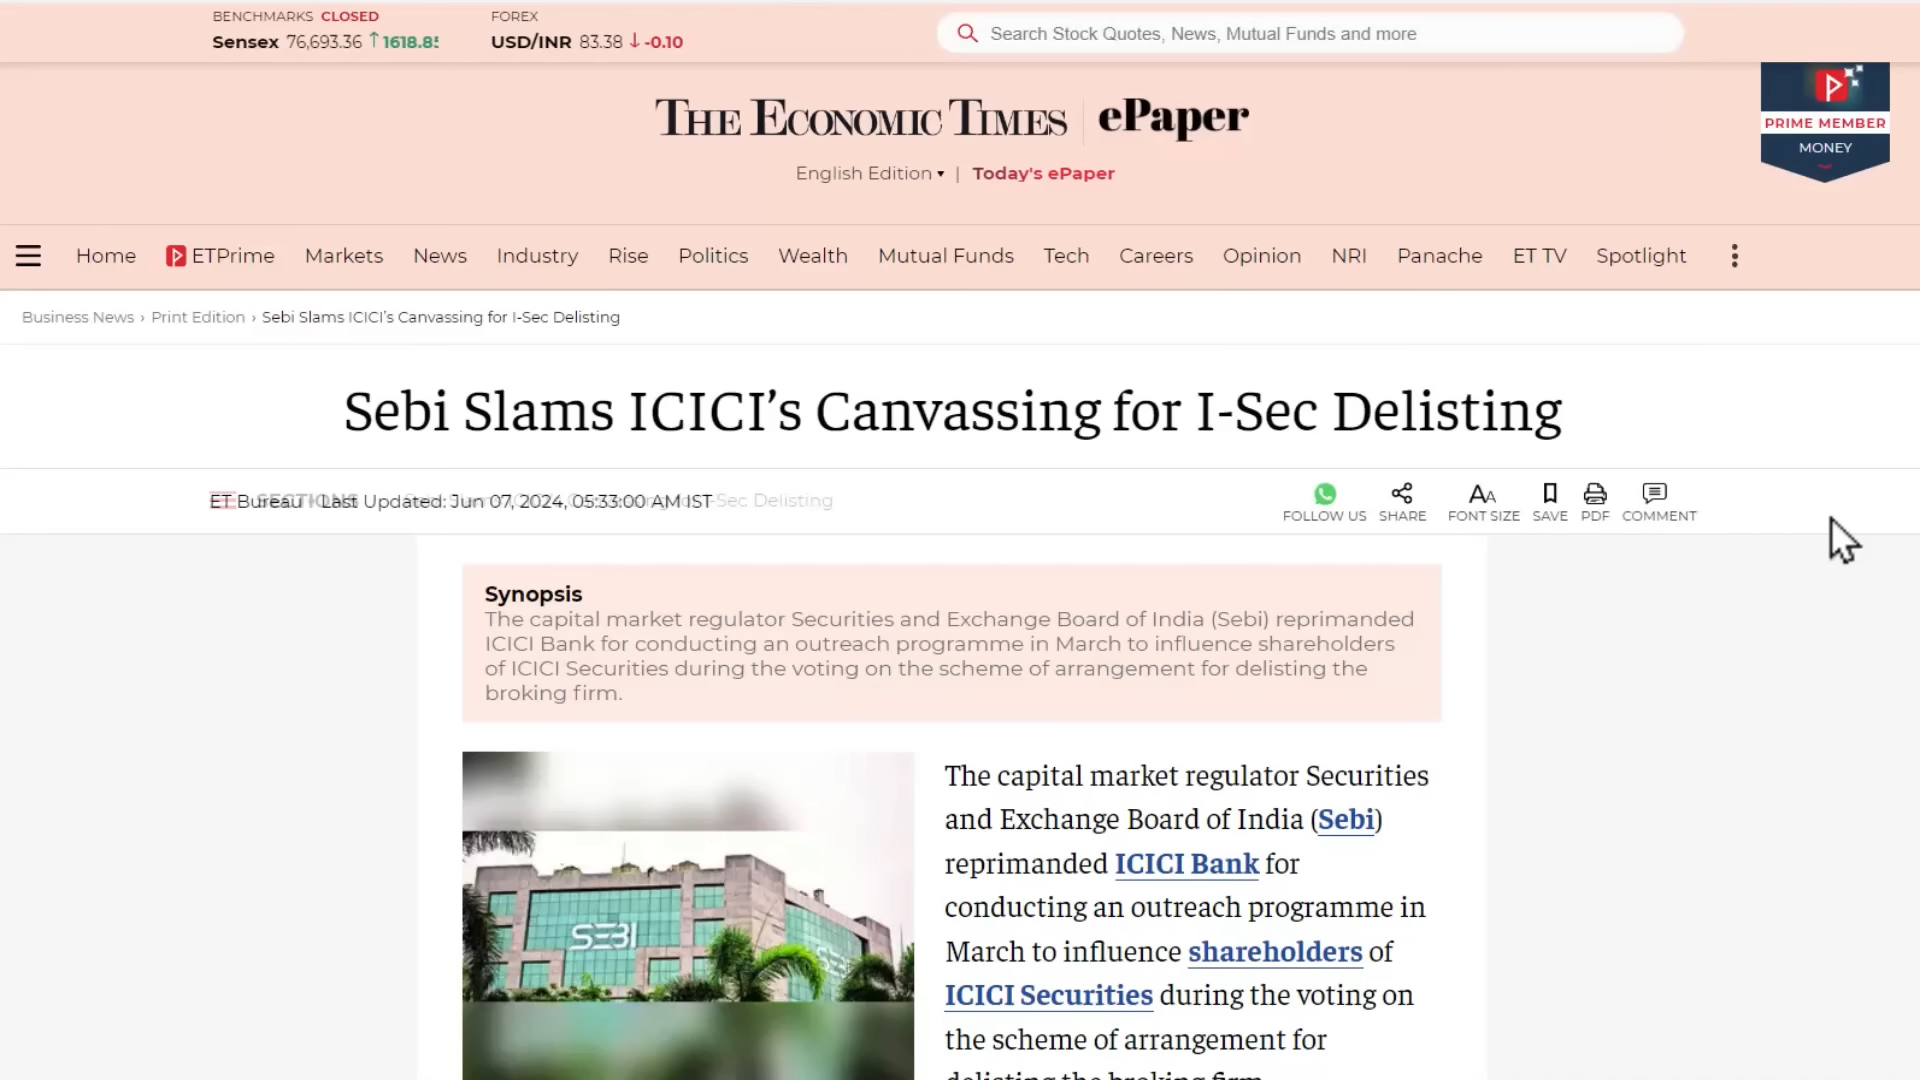 BENCHMARKS CLOSED
Sensex 76,693.36 ↑1618.85
FOREX
USD/INR 83.38 ↓ -0.10
Search Stock Quotes, News, Mutual Funds and more
THE ECONOMIC TIMES | ePaper
PRIME MEMBER
MONEY
English Edition ▾ | Today's ePaper
Home ETPrime Markets News Industry Rise Politics Wealth Mutual Funds Tech Careers Opinion NRI Panache ET TV Spotlight
Business News › Print Edition › Sebi Slams ICICI's Canvassing for I-Sec Delisting
Sebi Slams ICICI’s Canvassing for I-Sec Delisting
ET Bureau Last Updated: Jun 07, 2024, 05:33:00 AM IST
SECTIONS
-Sec Delisting
FOLLOW US SHARE FONT SIZE SAVE PDF COMMENT
Synopsis
The capital market regulator Securities and Exchange Board of India (Sebi) reprimanded
ICICI Bank for conducting an outreach programme in March to influence shareholders
of ICICI Securities during the voting on the scheme of arrangement for delisting the
broking firm.
SEBI
The capital market regulator Securities
and Exchange Board of India (Sebi)
reprimanded ICICI Bank for
conducting an outreach programme in
March to influence shareholders of
ICICI Securities during the voting on
the scheme of arrangement for
delisting the broking firm